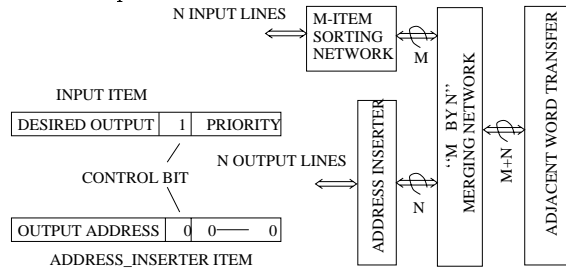 N INPUT LINES
M-ITEM
SORTING
NETWORK
M
INPUT ITEM
DESIRED OUTPUT 1 PRIORITY
CONTROL BIT
OUTPUT ADDRESS 0 0 0
ADDRESS_INSERTER ITEM
N OUTPUT LINES
ADDRESS INSERTER
N
"M BY N"
MERGING NETWORK
M+N
ADJACENT WORD TRANSFER